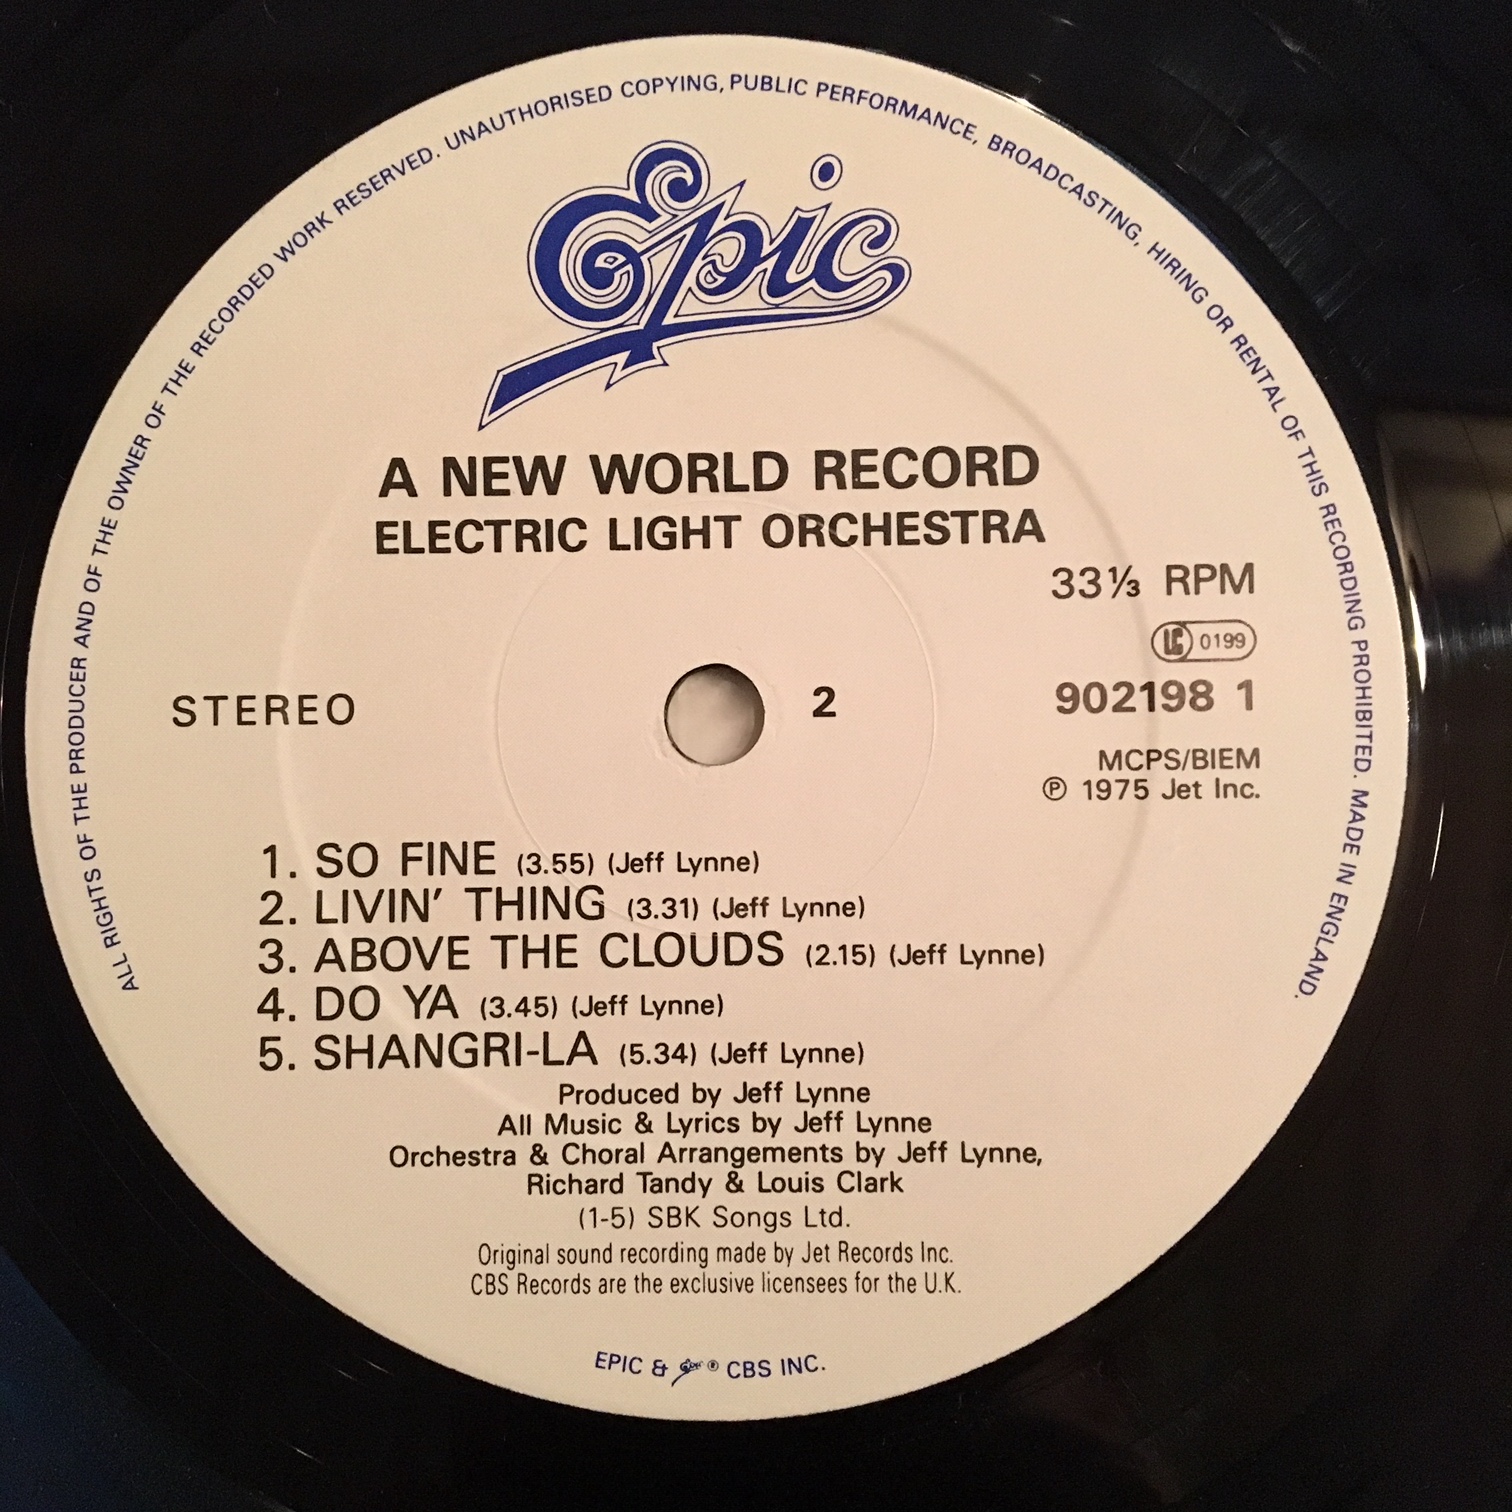 ALL RIGHTS OF THE PRODUCER AND OF THE OWNER OF THE RECORDED WORK RESERVED. UNAUTHORISED COPYING, PUBLIC PERFORMANCE, BROADCASTING, HIRING OR RENTAL OF THIS RECORDING PROHIBITED. MADE IN ENGLAND.
Epic
A NEW WORLD RECORD
ELECTRIC LIGHT ORCHESTRA
33⅓ RPM
LC 0199
STEREO
2
902198 1
MCPS/BIEM
℗ 1975 Jet Inc.
1. SO FINE (3.55) (Jeff Lynne)
2. LIVIN' THING (3.31) (Jeff Lynne)
3. ABOVE THE CLOUDS (2.15) (Jeff Lynne)
4. DO YA (3.45) (Jeff Lynne)
5. SHANGRI-LA (5.34) (Jeff Lynne)
Produced by Jeff Lynne
All Music & Lyrics by Jeff Lynne
Orchestra & Choral Arrangements by Jeff Lynne,
Richard Tandy & Louis Clark
(1-5) SBK Songs Ltd.
Original sound recording made by Jet Records Inc.
CBS Records are the exclusive licensees for the U.K.
EPIC & Epic ® CBS INC.